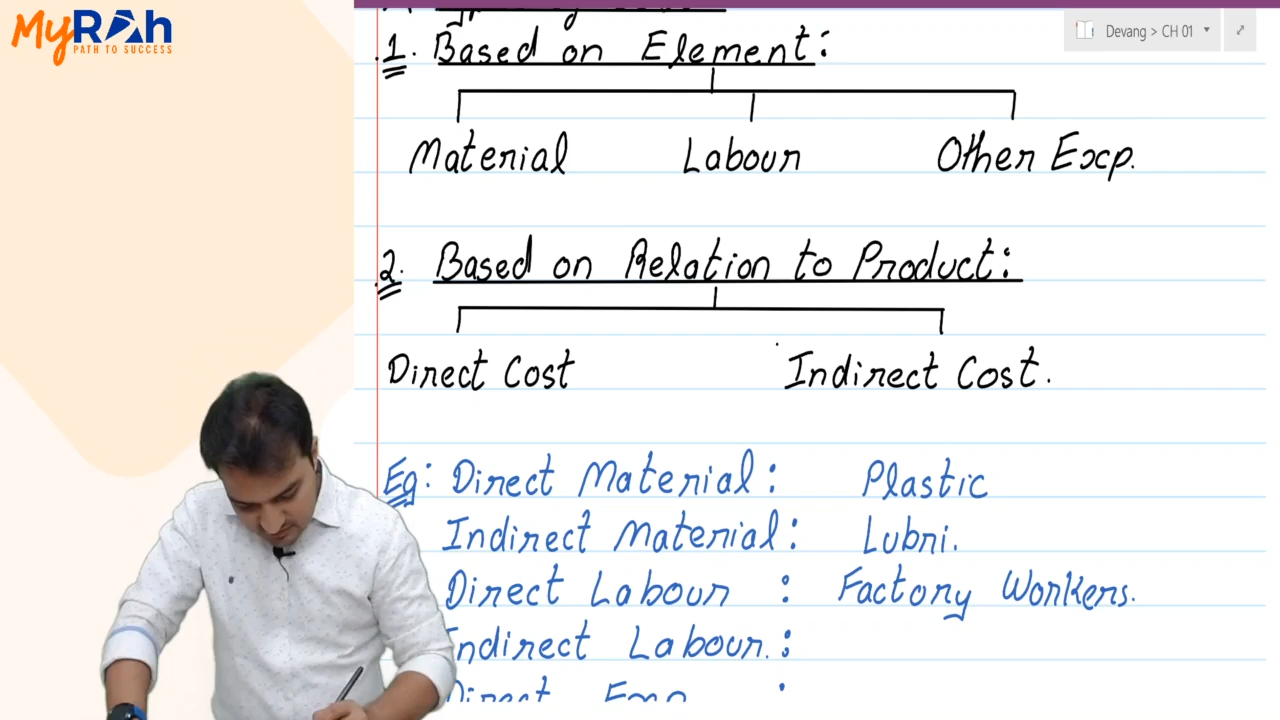 MyRAh
PATH TO SUCCESS
Devang > CH 01
1. Based on Element:
Material Labour Other Exp.
2. Based on Relation to Product:
Direct Cost Indirect Cost.
Eg: Direct Material: Plastic
Indirect Material: Lubri.
Direct Labour : Factory Workers.
Indirect Labour.:
Direct :